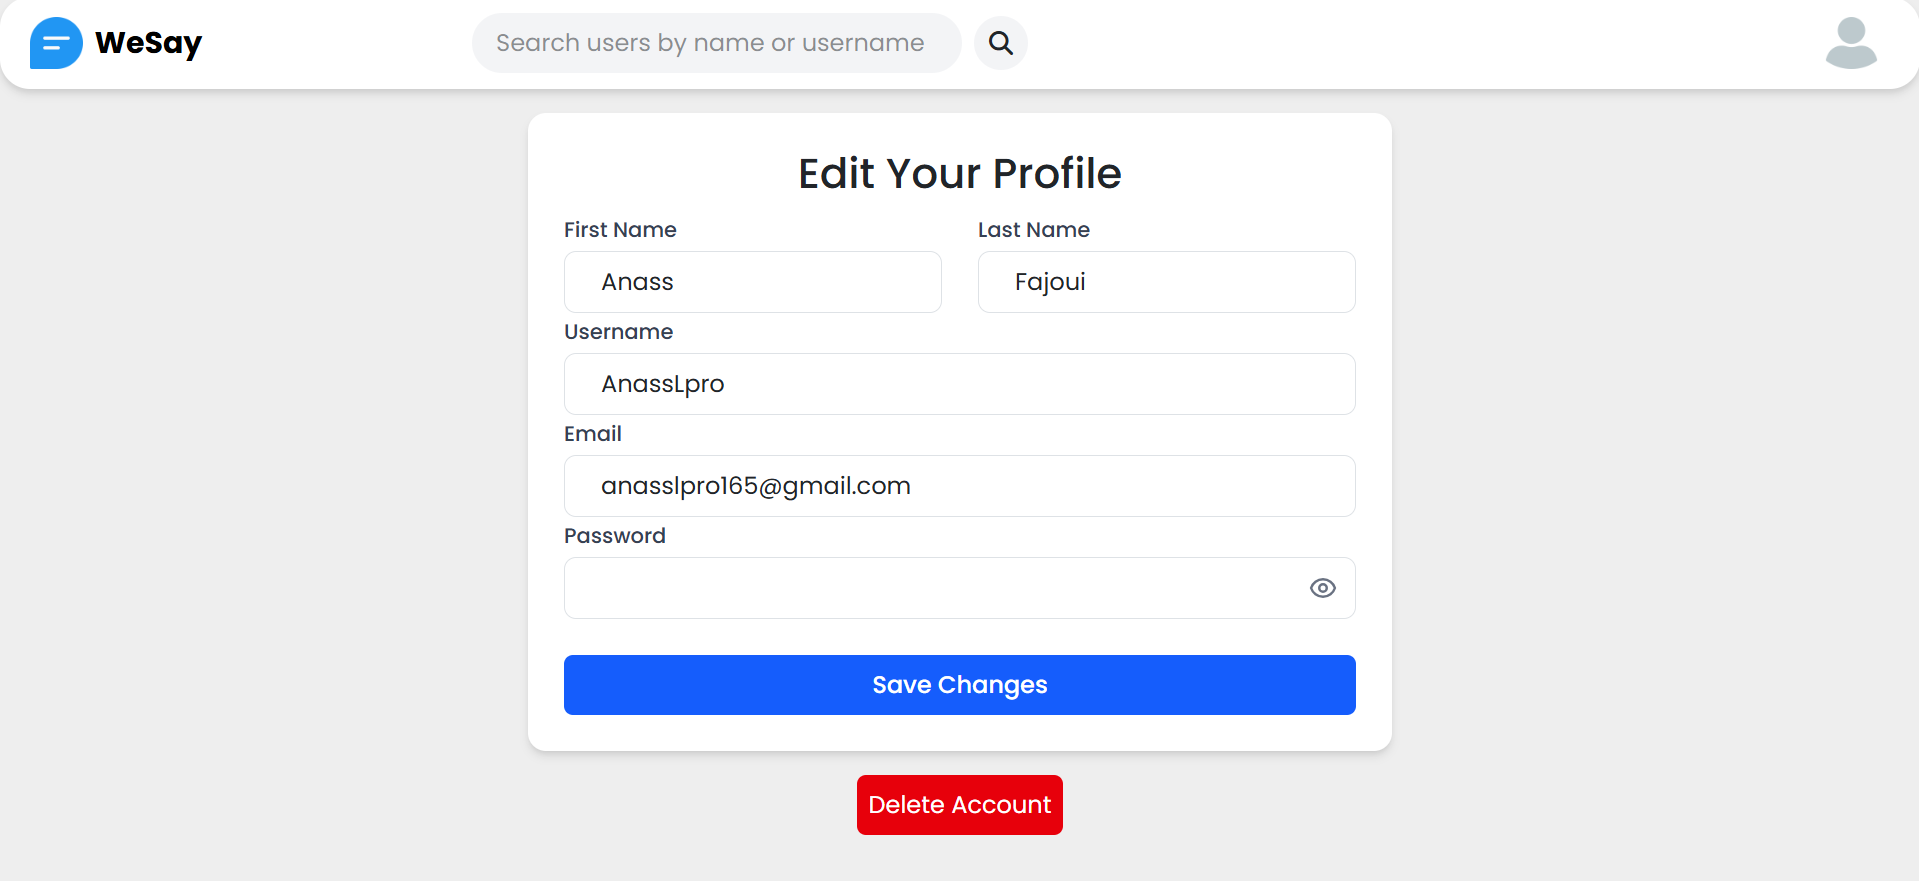 WeSay
Search users by name or username
Edit Your Profile
First Name
Last Name
Anass
Fajoui
Username
AnassLpro
Email
anasslpro165@gmail.com
Password
Save Changes
Delete Account